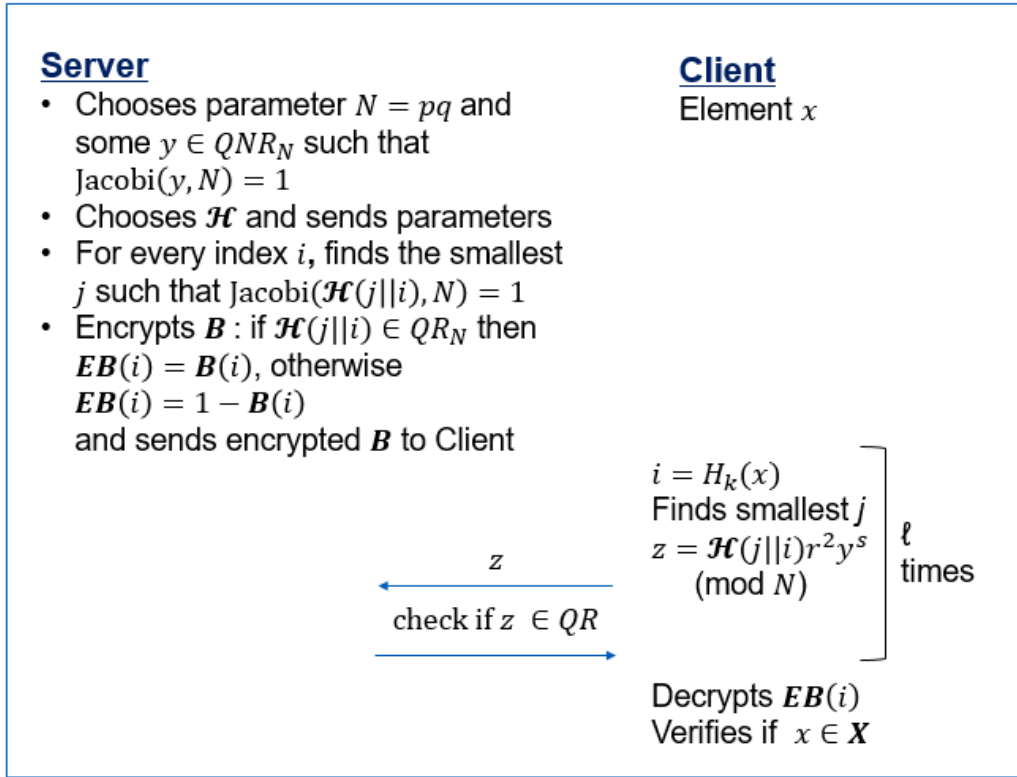 Server
• Chooses parameter N = pq and
some y ∈ QNR_N such that
Jacobi(y, N) = 1
• Chooses 𝓗 and sends parameters
• For every index i, finds the smallest
j such that Jacobi(𝓗(j||i), N) = 1
• Encrypts B : if 𝓗(j||i) ∈ QR_N then
EB(i) = B(i), otherwise
EB(i) = 1 − B(i)
and sends encrypted B to Client
Client
Element x
i = H_k(x)
Finds smallest j
z = 𝓗(j||i)r²y^s
(mod N)
ℓ
times
z
check if z ∈ QR
Decrypts EB(i)
Verifies if x ∈ X